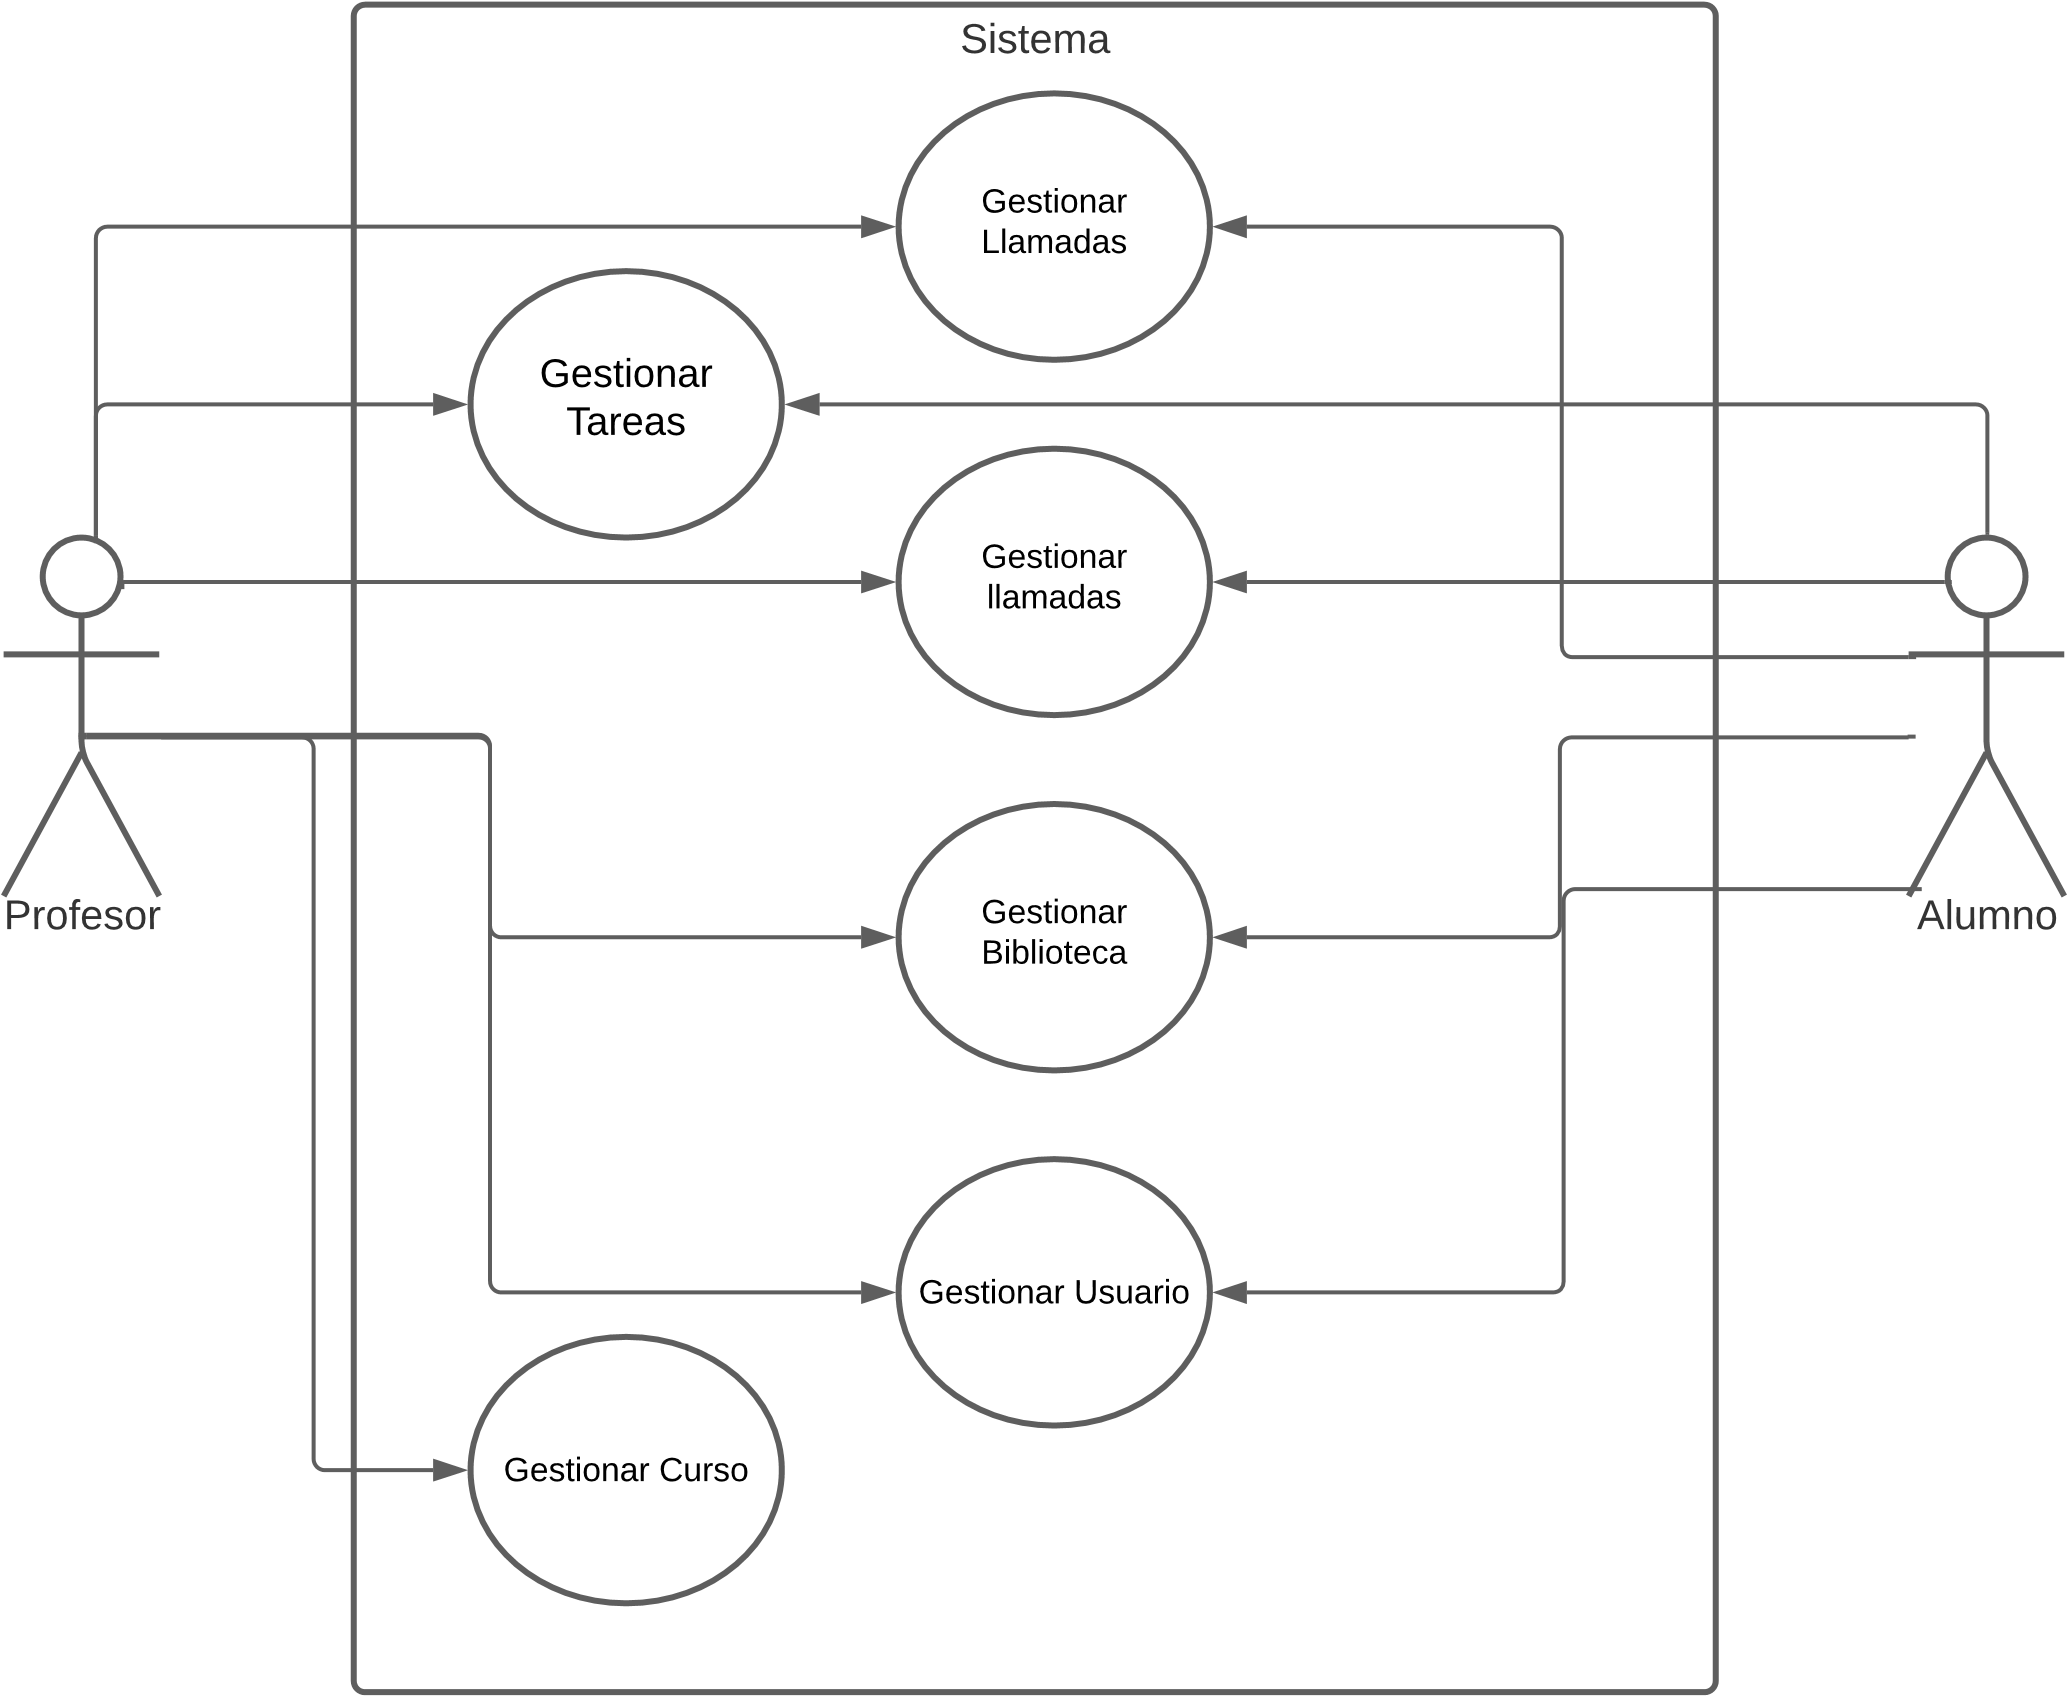 Sistema
Gestionar
Llamadas
Gestionar
Tareas
Gestionar
llamadas
Profesor
Alumno
Gestionar
Biblioteca
Gestionar Usuario
Gestionar Curso